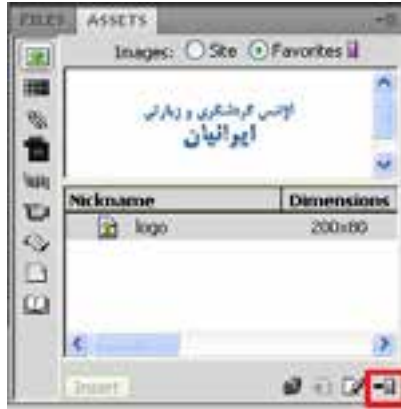 FILES ASSETS
Images: Site Favorites
آژانس گردشگری و زیارتی
ایرانیان
Nickname Dimensions
logo 200x80
Insert